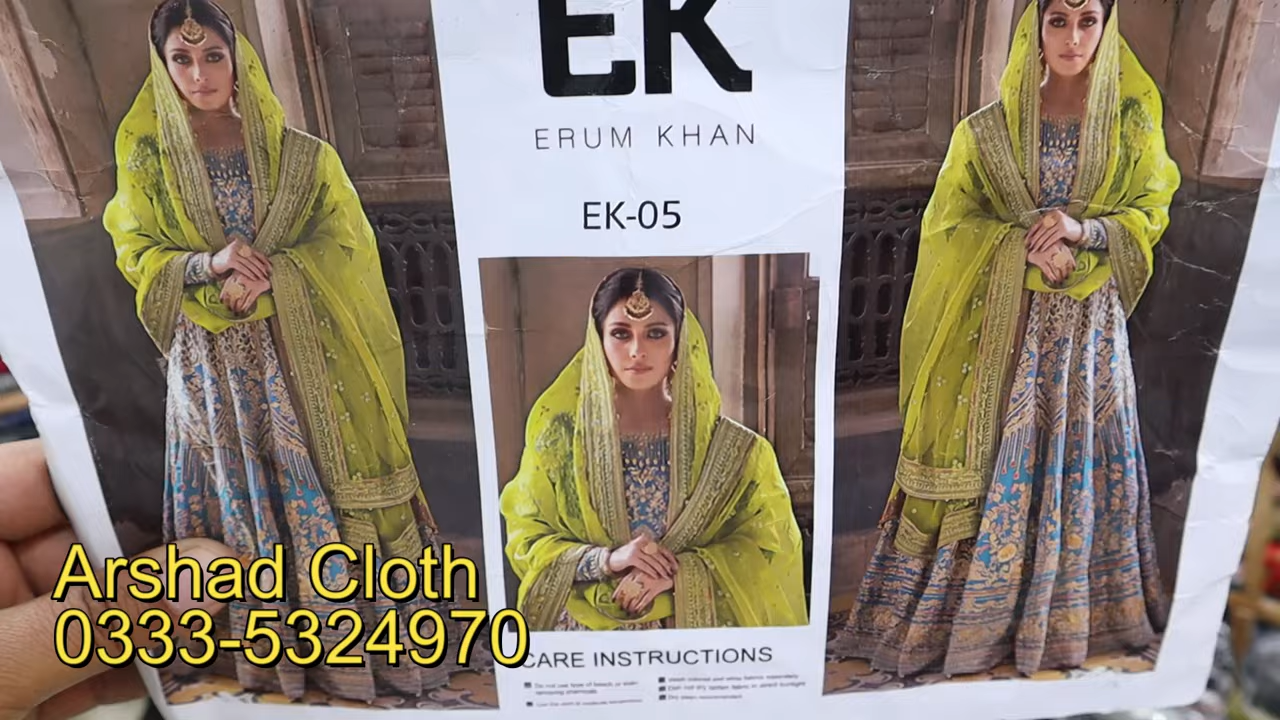 EK
ERUM KHAN
EK-05
CARE INSTRUCTIONS
Arshad Cloth
0333-5324970